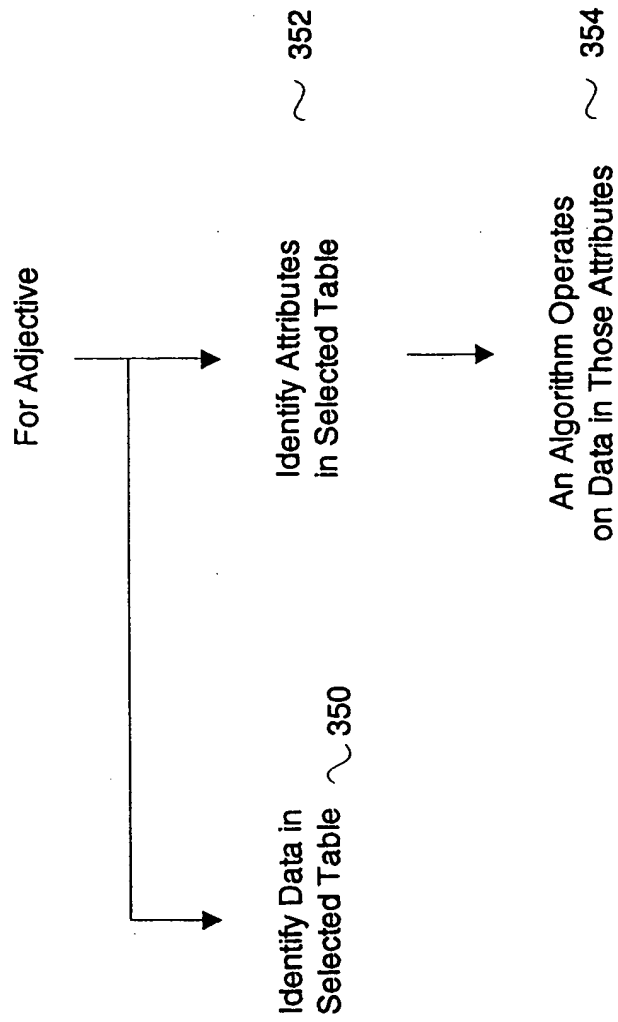 For Adjective
Identify Data in
Selected Table 350
Identify Attributes
in Selected Table
352
An Algorithm Operates
on Data in Those Attributes
354